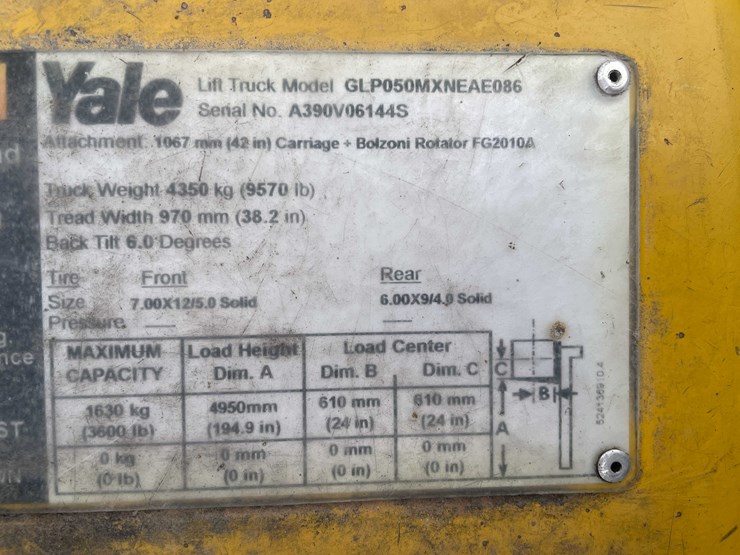 Yale
Lift Truck Model GLP050MXNEAE086
Serial No. A390V06144S
Attachment: 1067 mm (42 in) Carriage + Bolzoni Rotator FG2010A
Truck Weight 4350 kg (9570 lb)
Tread Width 970 mm (38.2 in)
Back Tilt 6.0 Degrees
Tire Front Rear
Size 7.00X12/5.0 Solid 6.00X9/4.0 Solid
Pressure
MAXIMUM CAPACITY Load Height Dim. A Load Center Dim. B Dim. C
1630 kg 4950mm 610 mm 610 mm
(3600 lb) (194.9 in) (24 in) (24 in)
0 kg 0 mm 0 mm 0 mm
(0 lb) (0 in) (0 in) (0 in)
C
B
A